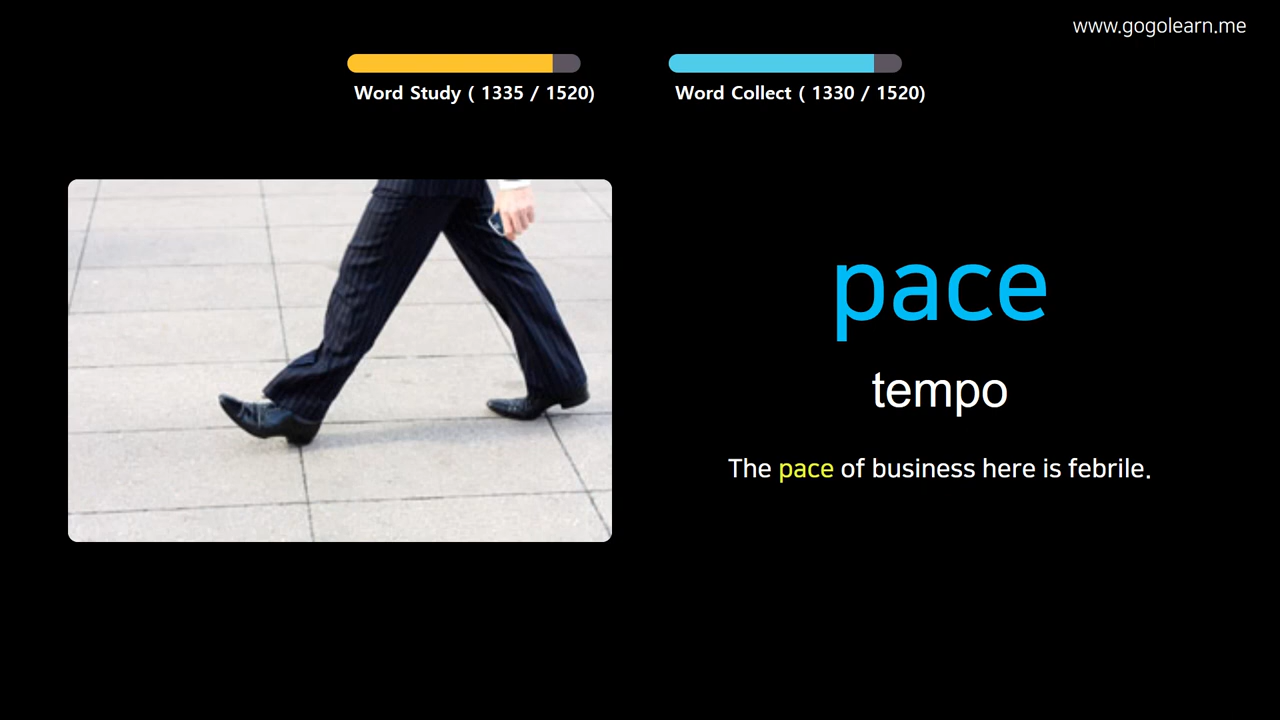 www.gogolearn.me
Word Study ( 1335 / 1520)
Word Collect ( 1330 / 1520)
pace
tempo
The pace of business here is febrile.